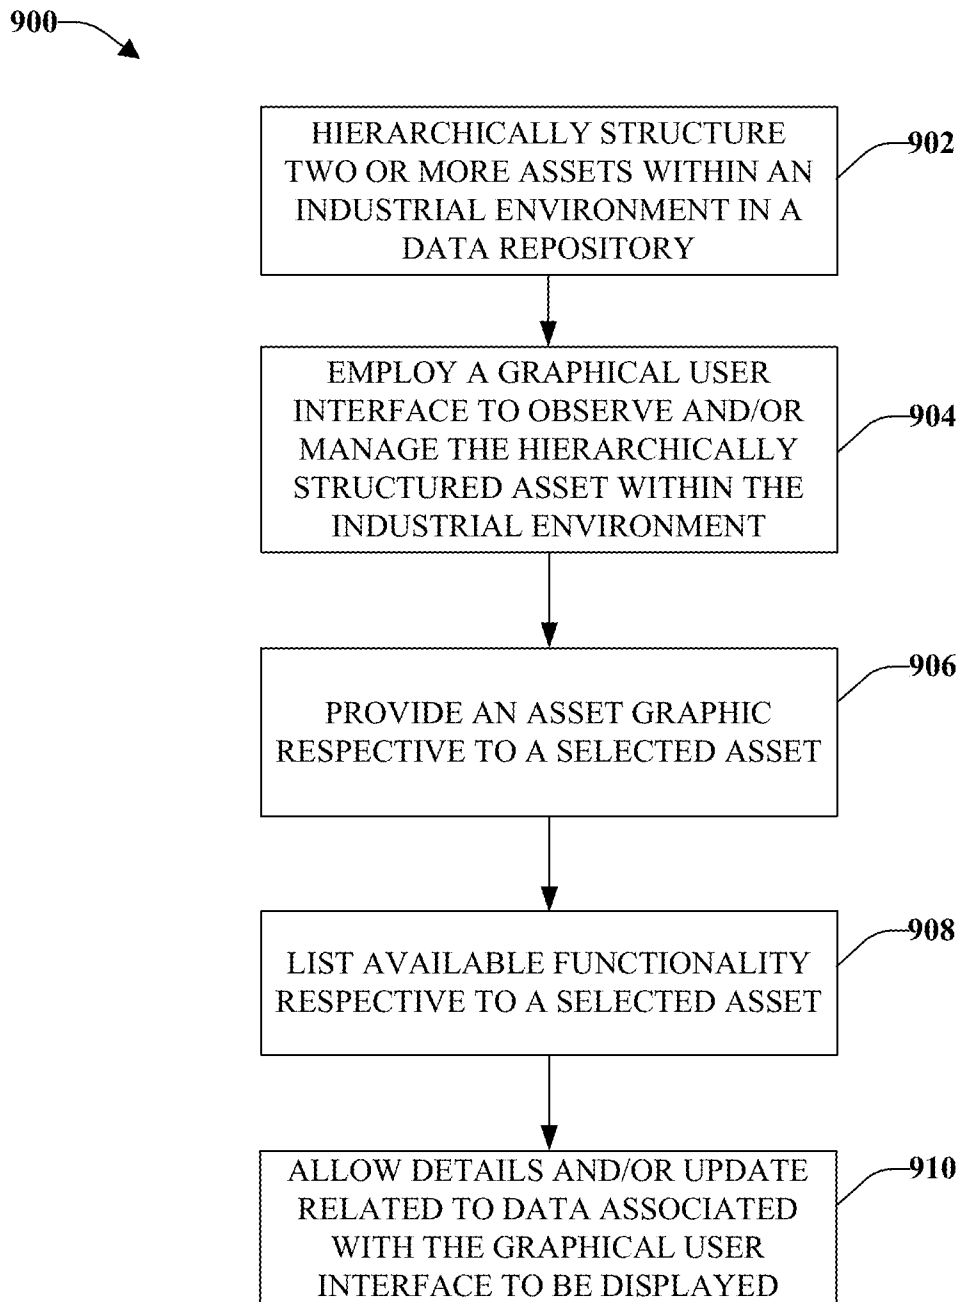 900
HIERARCHICALLY STRUCTURE
TWO OR MORE ASSETS WITHIN AN
INDUSTRIAL ENVIRONMENT IN A
DATA REPOSITORY
902
EMPLOY A GRAPHICAL USER
INTERFACE TO OBSERVE AND/OR
MANAGE THE HIERARCHICALLY
STRUCTURED ASSET WITHIN THE
INDUSTRIAL ENVIRONMENT
904
PROVIDE AN ASSET GRAPHIC
RESPECTIVE TO A SELECTED ASSET
906
LIST AVAILABLE FUNCTIONALITY
RESPECTIVE TO A SELECTED ASSET
908
ALLOW DETAILS AND/OR UPDATE
RELATED TO DATA ASSOCIATED
WITH THE GRAPHICAL USER
INTERFACE TO BE DISPLAYED
910